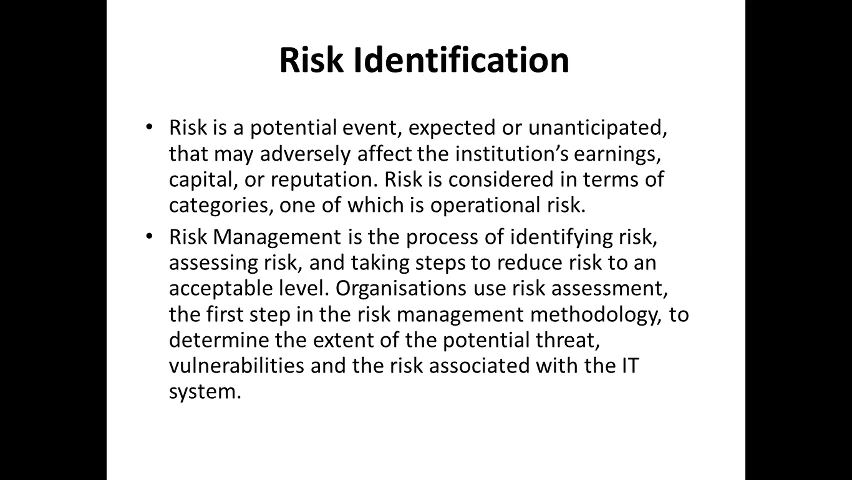 Risk Identification
• Risk is a potential event, expected or unanticipated,
that may adversely affect the institution’s earnings,
capital, or reputation. Risk is considered in terms of
categories, one of which is operational risk.
• Risk Management is the process of identifying risk,
assessing risk, and taking steps to reduce risk to an
acceptable level. Organisations use risk assessment,
the first step in the risk management methodology, to
determine the extent of the potential threat,
vulnerabilities and the risk associated with the IT
system.